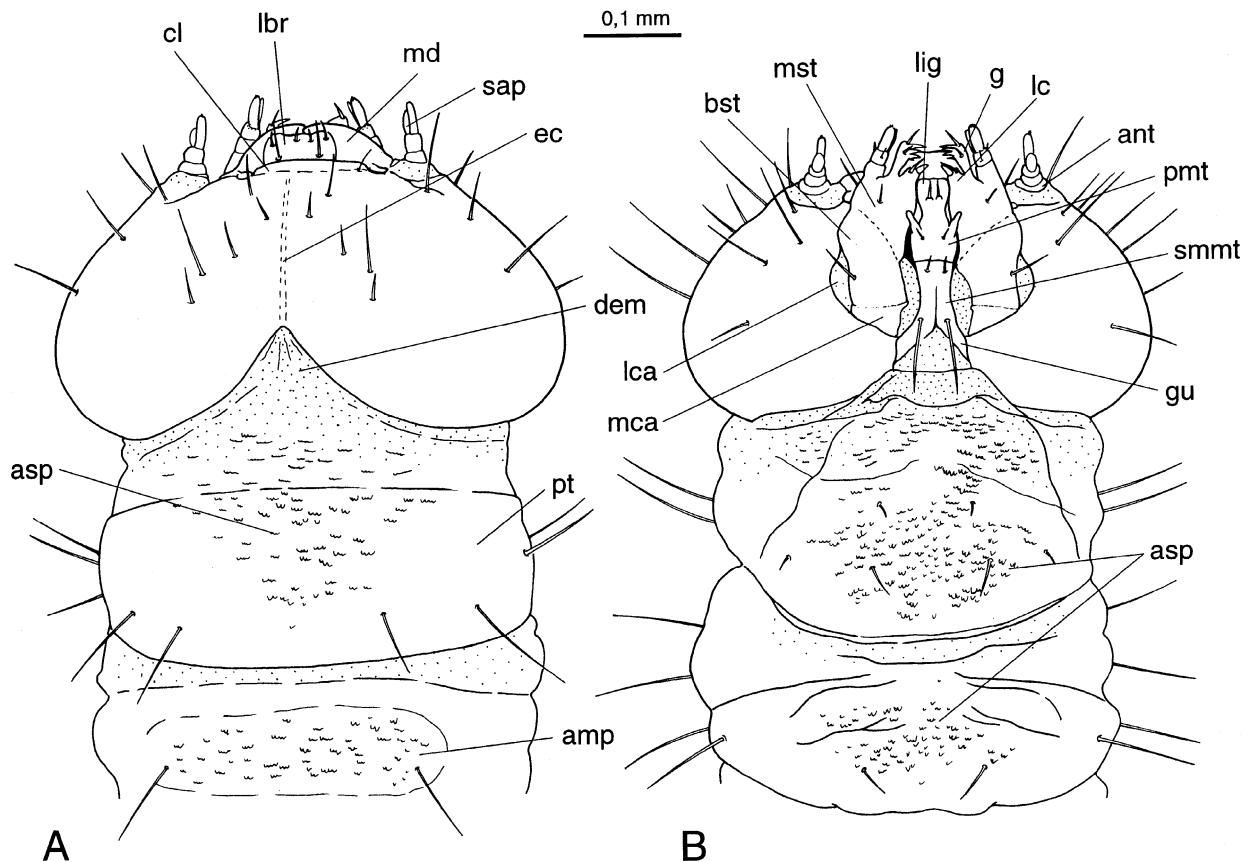 0,1 mm
cl
lbr
md
sap
ec
dem
asp
pt
amp
A
bst
mst
lig
g
lc
ant
pmt
smmt
lca
mca
gu
asp
B